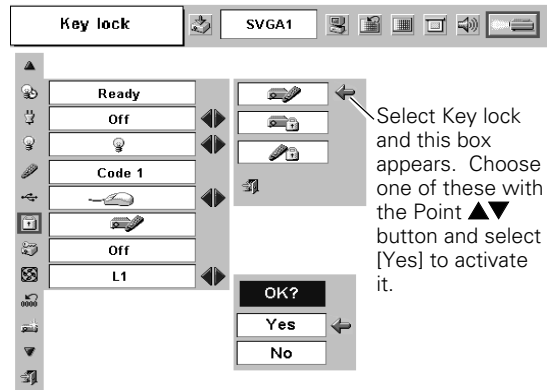 Key lock
SVGA1
Ready
Off
Code 1
Off
L1
0000
Select Key lock
and this box
appears. Choose
one of these with
the Point ▲▼
button and select
[Yes] to activate
it.
OK?
Yes
No